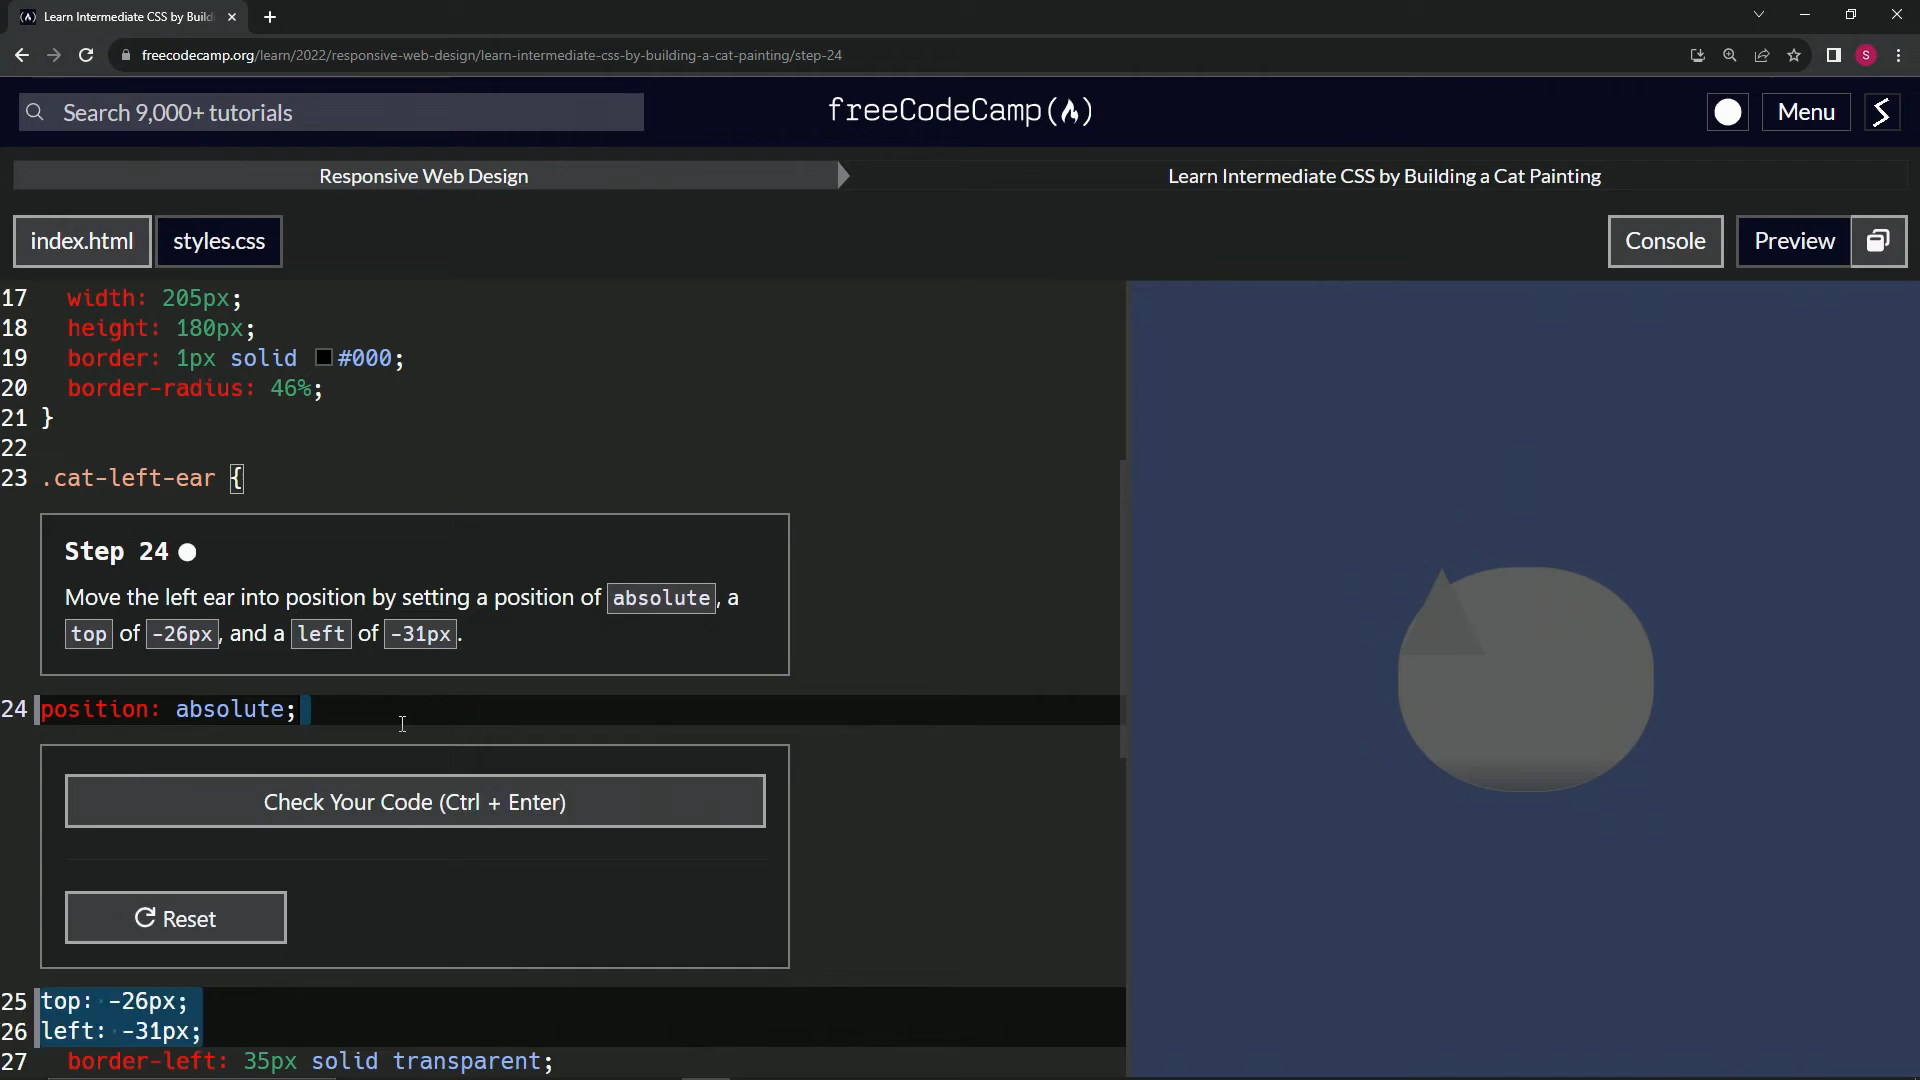 Learn Intermediate CSS by Build
freecodecamp.org/learn/2022/responsive-web-design/learn-intermediate-css-by-building-a-cat-painting/step-24
S
Search 9,000+ tutorials
freeCodeCamp
Menu
Responsive Web Design
Learn Intermediate CSS by Building a Cat Painting
index.html
styles.css
Console
Preview
17 width: 205px;
18 height: 180px;
19 border: 1px solid #000;
20 border-radius: 46%;
21 }
22
23 .cat-left-ear {
Step 24
Move the left ear into position by setting a position of absolute, a
top of -26px, and a left of -31px.
24 position: absolute;
Check Your Code (Ctrl + Enter)
Reset
25 top: -26px;
26 left: -31px;
27 border-left: 35px solid transparent;